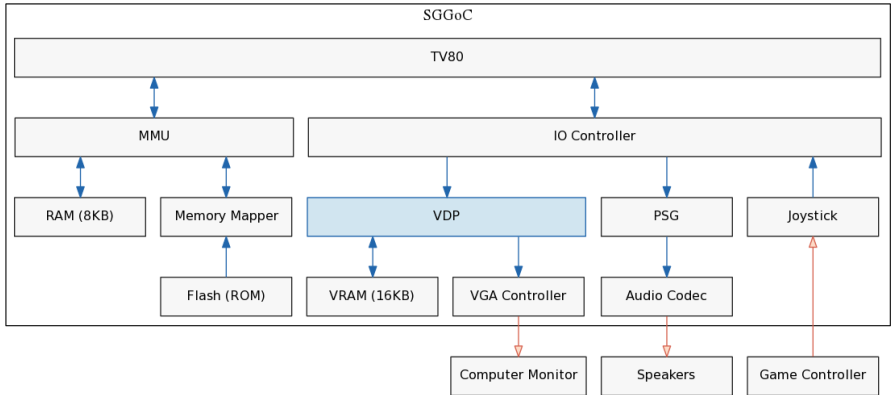 SGGoC
TV80
MMU
IO Controller
RAM (8KB)
Memory Mapper
VDP
PSG
Joystick
Flash (ROM)
VRAM (16KB)
VGA Controller
Audio Codec
Computer Monitor
Speakers
Game Controller